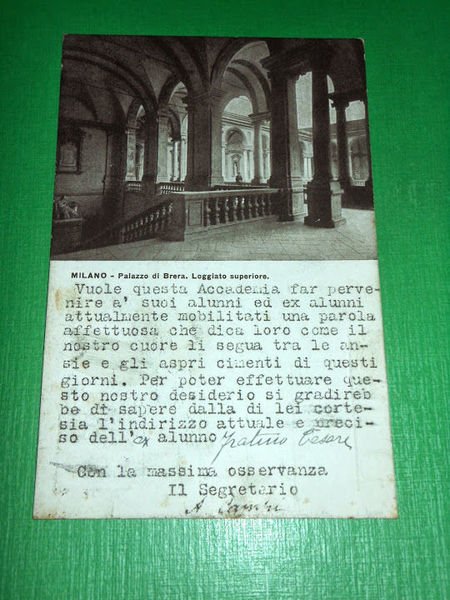 MILANO - Palazzo di Brera. Loggiato superiore.
Vuole questa Accademia far perve-
nire a' suoi alunni ed ex alunni
attualmente mobilitati una parola
affettuosa che dica loro come il
nostro cuore li segua tra le an-
sie e gli aspri cimenti di questi
giorni. Per poter effettuare que-
sto nostro desiderio si gradireb
be di sapere dalla di lei corte-
sia l'indirizzo attuale e preci-
so dell'ex alunno Cesare
Con la massima osservanza
Il Segretario
A.